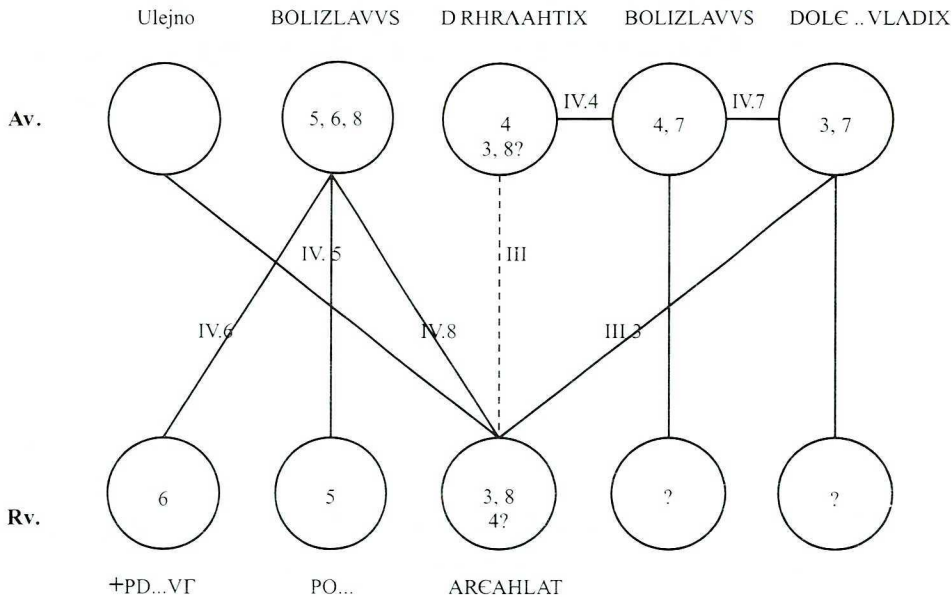 Ulejno BOLIZLAVVS DRHRΛAHTIX BOLIZLAVVS DOLЄ .. VLΛDIX
Av. 5, 6, 8 4 IV.4 4, 7 IV.7 3, 7
3, 8?
IV. 5 III
IV.6 IV.8 III.3
6 5 3, 8 ? ?
4?
Rv.
+PD...VΓ PO... ARЄAHLAT